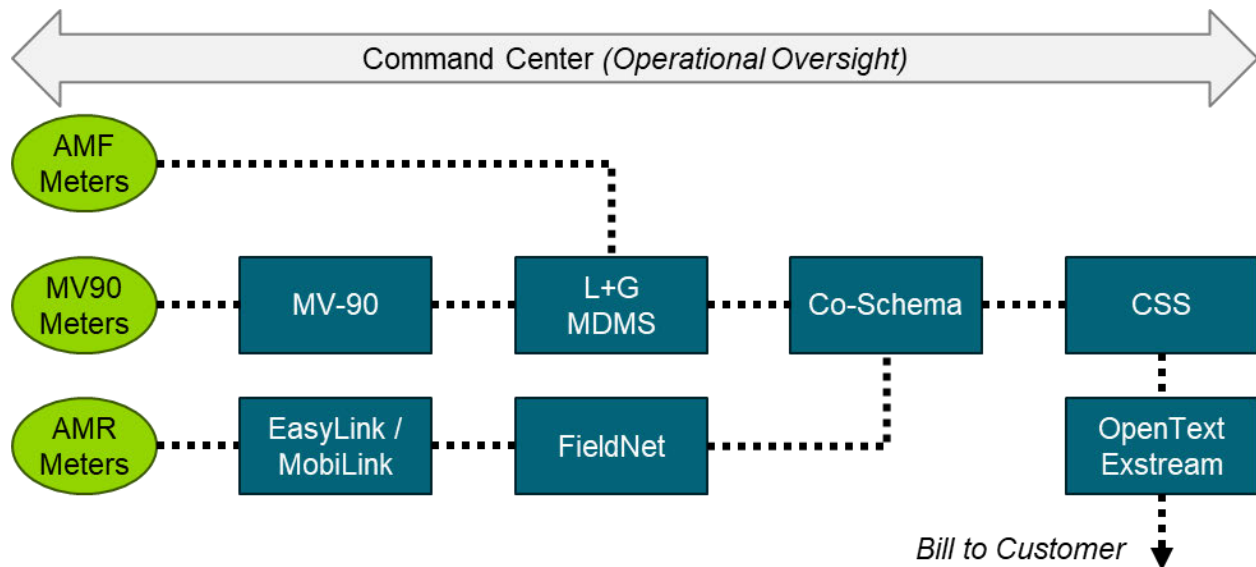 Command Center (Operational Oversight)
AMF
Meters
MV90
Meters
MV-90
L+G
MDMS
Co-Schema
CSS
AMR
Meters
EasyLink /
MobiLink
FieldNet
OpenText
Exstream
Bill to Customer